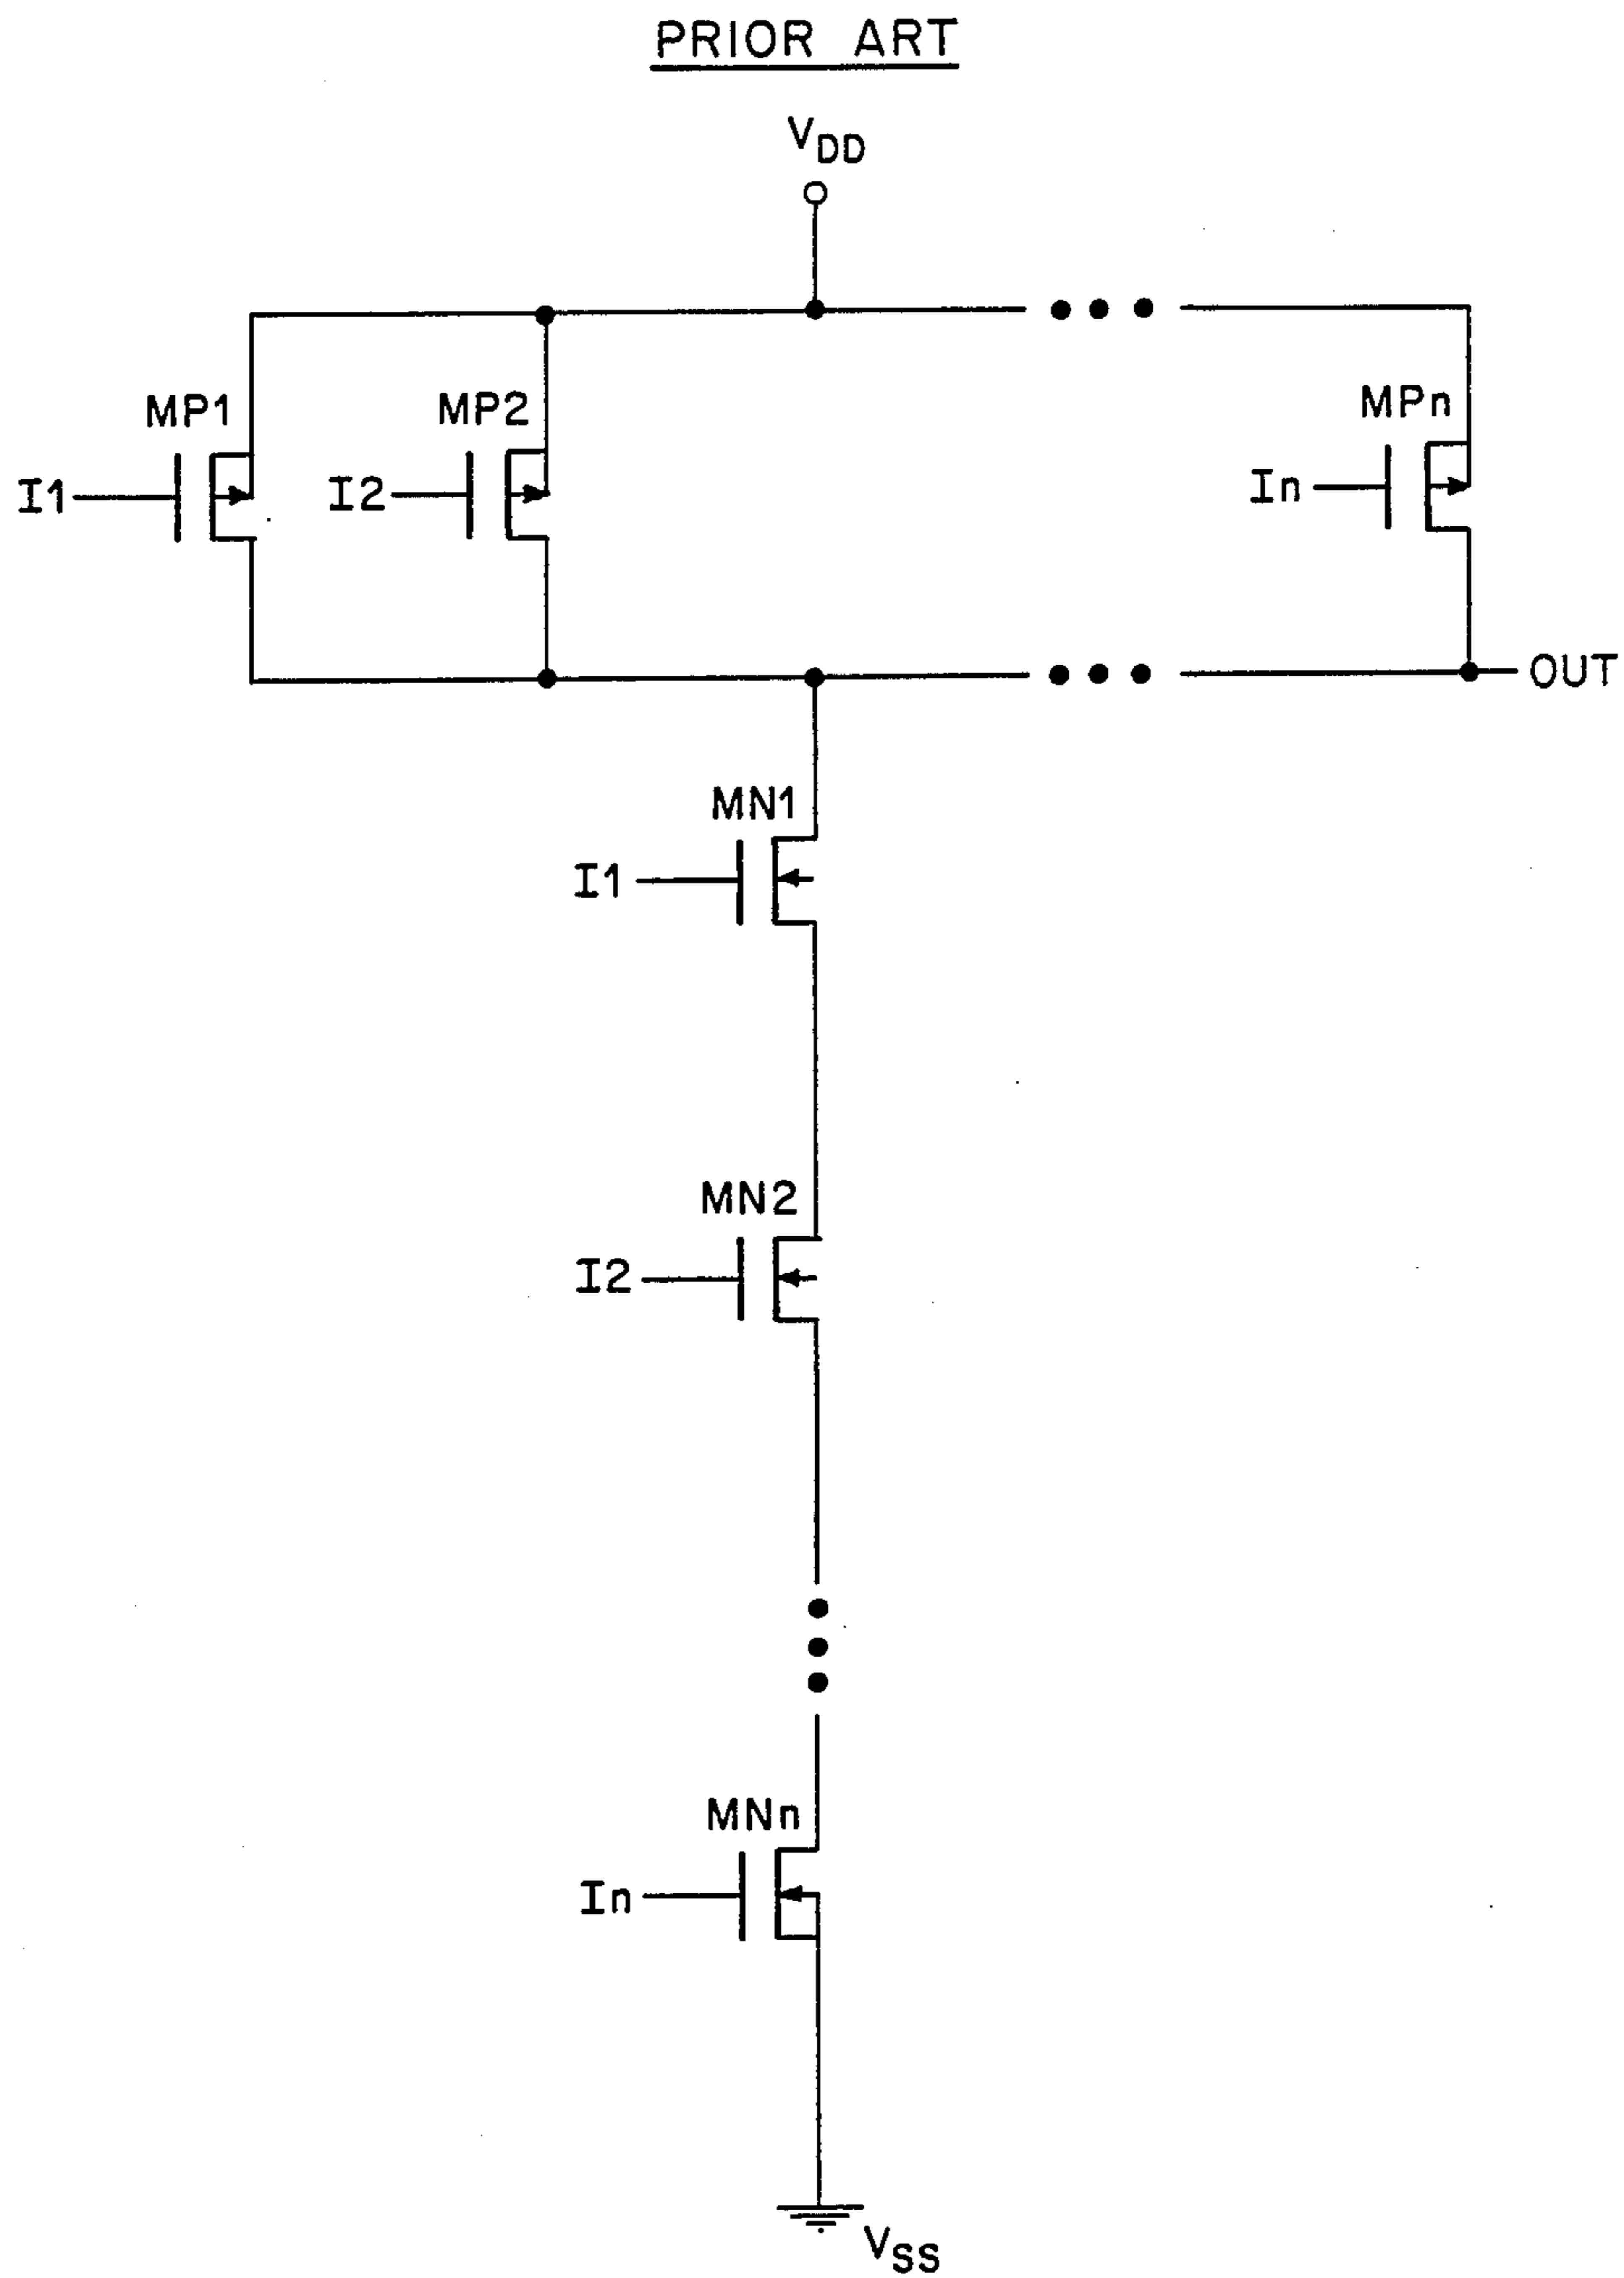 PRIOR ART
VDD
MP1
MP2
MPn
I1
I2
In
OUT
MN1
I1
MN2
I2
MNn
In
VSS